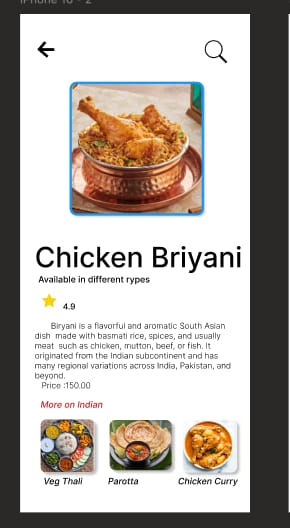 iPhone 16 - 2
Chicken Briyani
Available in different rypes
4.9
Biryani is a flavorful and aromatic South Asian
dish made with basmati rice, spices, and usually
meat such as chicken, mutton, beef, or fish. It
originated from the Indian subcontinent and has
many regional variations across India, Pakistan, and
beyond.
Price :150.00
More on Indian
Veg Thali Parotta Chicken Curry